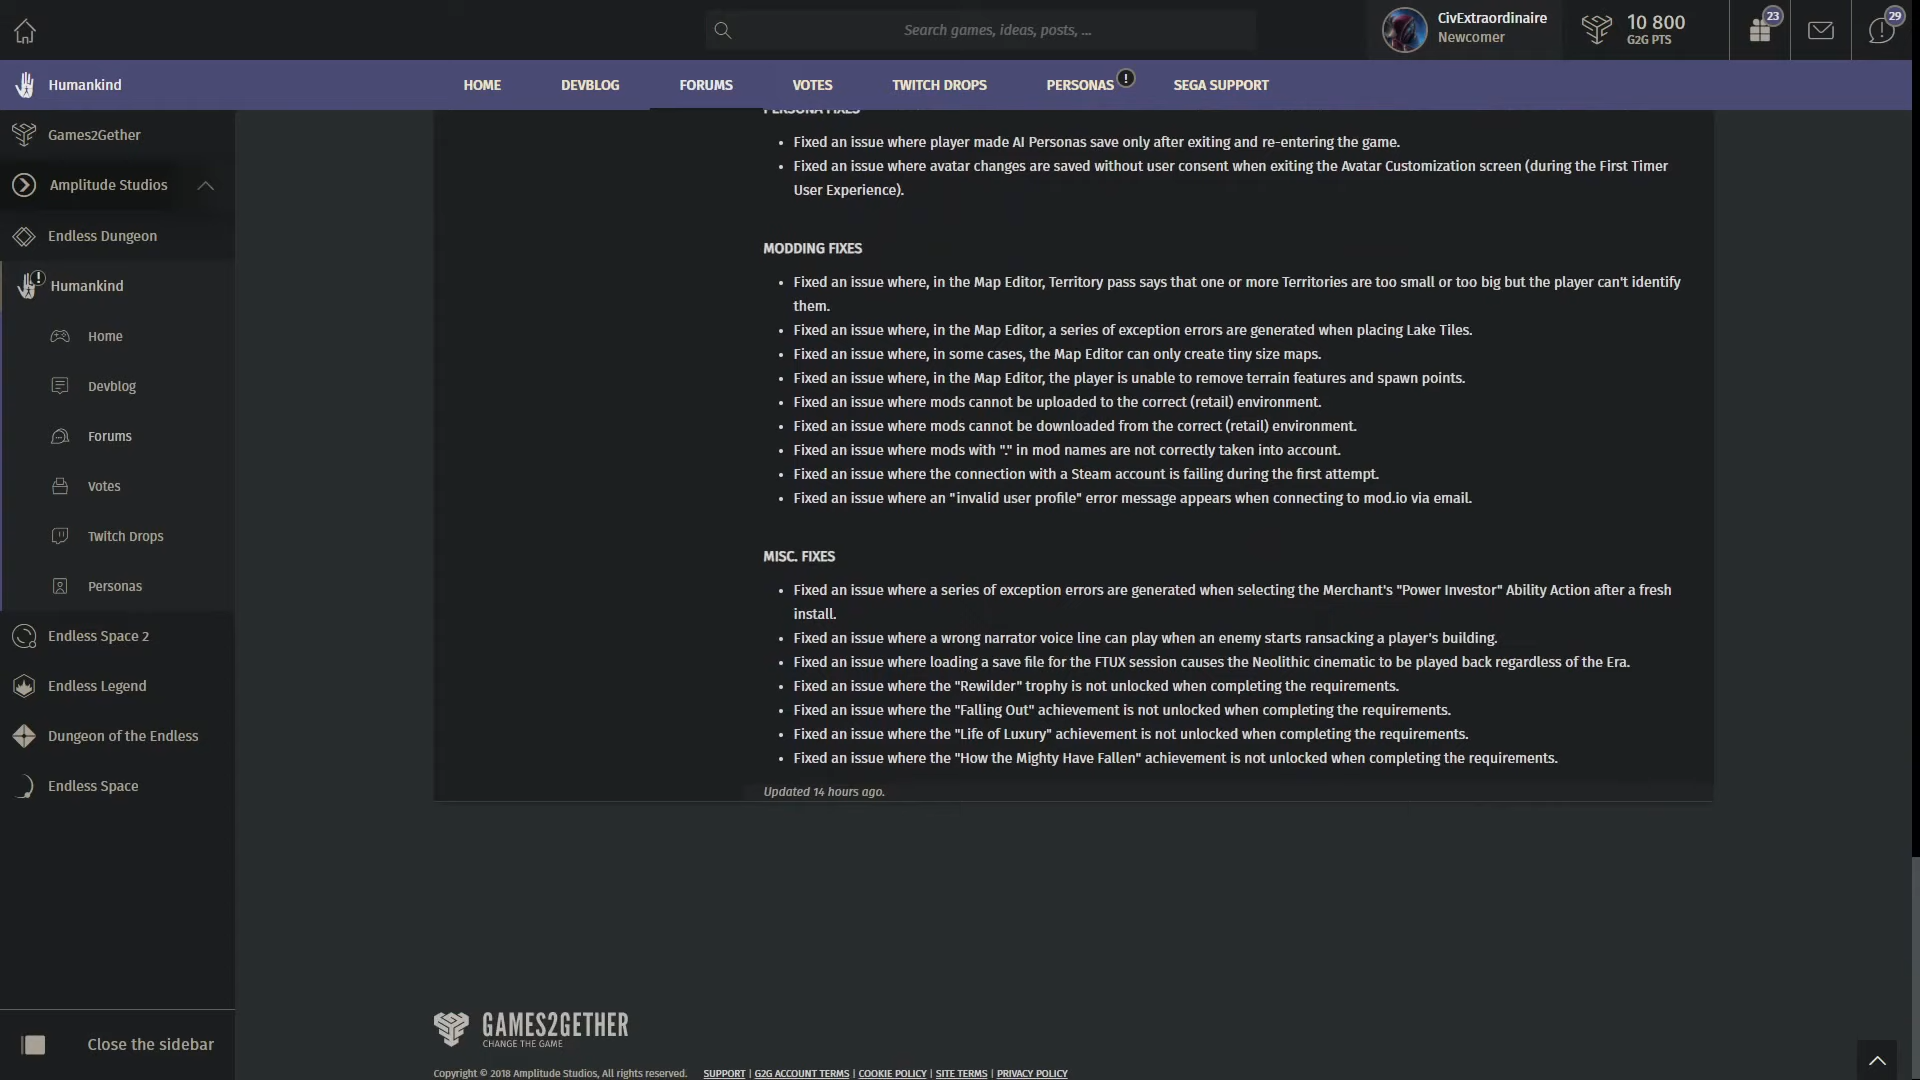 Search games, ideas, posts, ...
CivExtraordinaire
Newcomer
10 800
G2G PTS
23
29
Humankind
HOME
DEVBLOG
FORUMS
VOTES
TWITCH DROPS
PERSONAS
!
SEGA SUPPORT
Games2Gether
Amplitude Studios
Endless Dungeon
Humankind
Home
Devblog
Forums
Votes
Twitch Drops
Personas
Endless Space 2
Endless Legend
Dungeon of the Endless
Endless Space
Close the sidebar
PERSONA FIXES
• Fixed an issue where player made AI Personas save only after exiting and re-entering the game.
• Fixed an issue where avatar changes are saved without user consent when exiting the Avatar Customization screen (during the First Timer
User Experience).
MODDING FIXES
• Fixed an issue where, in the Map Editor, Territory pass says that one or more Territories are too small or too big but the player can't identify
them.
• Fixed an issue where, in the Map Editor, a series of exception errors are generated when placing Lake Tiles.
• Fixed an issue where, in some cases, the Map Editor can only create tiny size maps.
• Fixed an issue where, in the Map Editor, the player is unable to remove terrain features and spawn points.
• Fixed an issue where mods cannot be uploaded to the correct (retail) environment.
• Fixed an issue where mods cannot be downloaded from the correct (retail) environment.
• Fixed an issue where mods with "." in mod names are not correctly taken into account.
• Fixed an issue where the connection with a Steam account is failing during the first attempt.
• Fixed an issue where an "invalid user profile" error message appears when connecting to mod.io via email.
MISC. FIXES
• Fixed an issue where a series of exception errors are generated when selecting the Merchant's "Power Investor" Ability Action after a fresh
install.
• Fixed an issue where a wrong narrator voice line can play when an enemy starts ransacking a player's building.
• Fixed an issue where loading a save file for the FTUX session causes the Neolithic cinematic to be played back regardless of the Era.
• Fixed an issue where the "Rewilder" trophy is not unlocked when completing the requirements.
• Fixed an issue where the "Falling Out" achievement is not unlocked when completing the requirements.
• Fixed an issue where the "Life of Luxury" achievement is not unlocked when completing the requirements.
• Fixed an issue where the "How the Mighty Have Fallen" achievement is not unlocked when completing the requirements.
Updated 14 hours ago.
GAMES2GETHER
CHANGE THE GAME
Copyright © 2018 Amplitude Studios, All rights reserved. SUPPORT | G2G ACCOUNT TERMS | COOKIE POLICY | SITE TERMS | PRIVACY POLICY